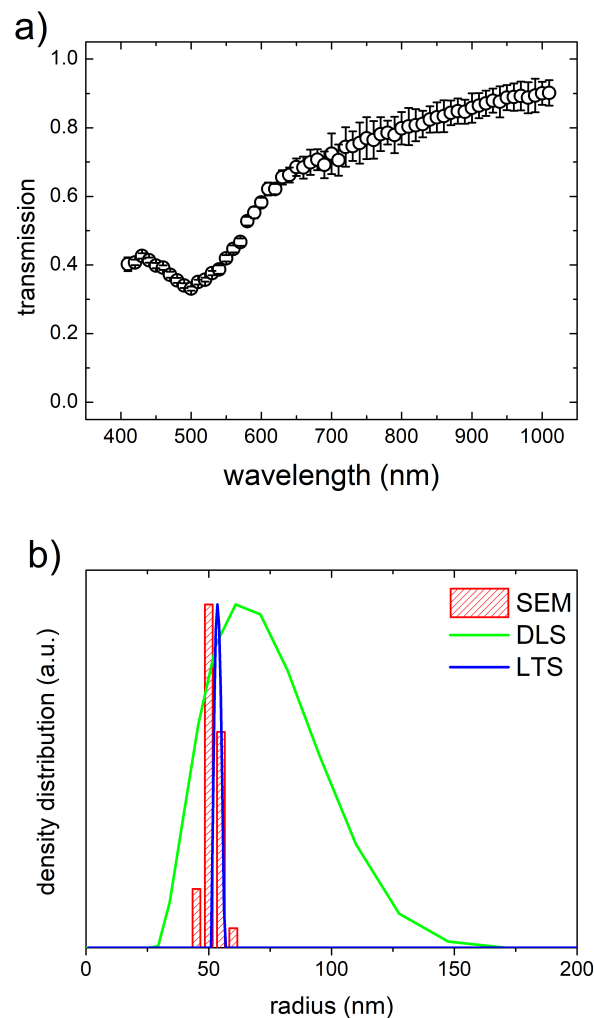 a)
1.0
0.8
0.6
0.4
0.2
0.0
transmission
400 500 600 700 800 900 1000
wavelength (nm)
b)
SEM
DLS
LTS
density distribution (a.u.)
0 50 100 150 200
radius (nm)